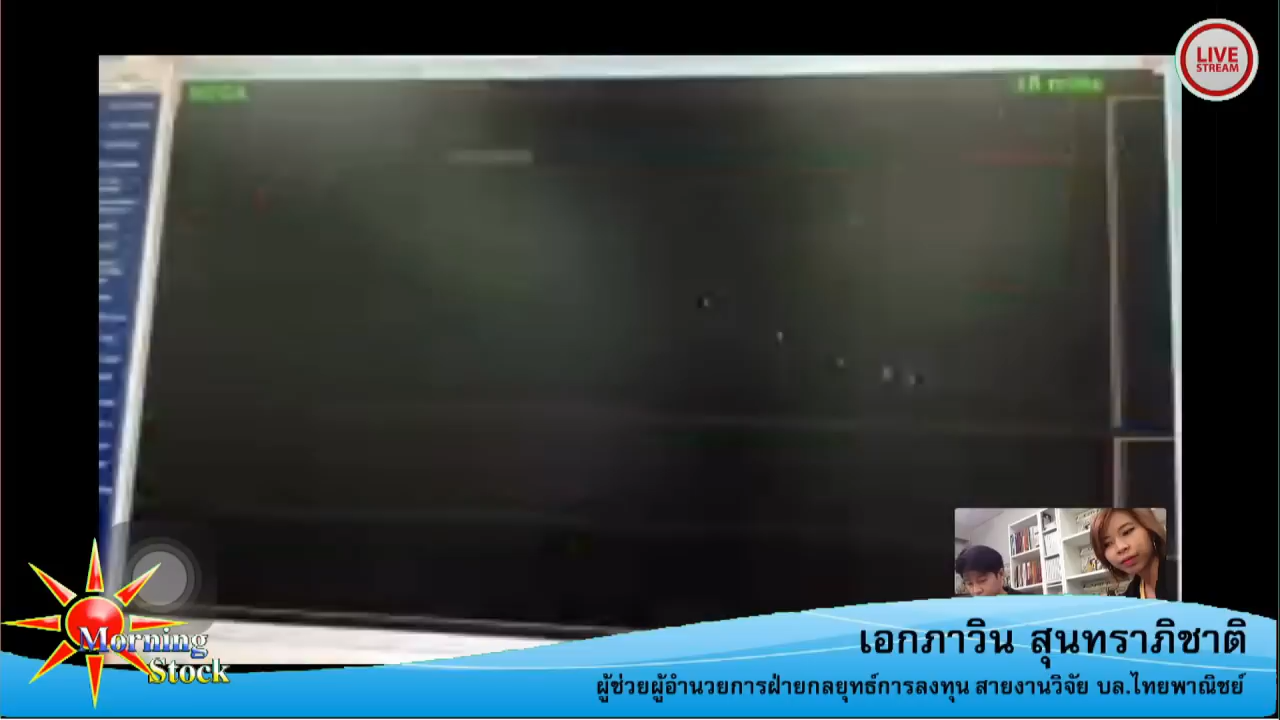 LIVE
STREAM
Morning
Stock
เอกภาวิน สุนทราภิชาติ
ผู้ช่วยผู้อำนวยการฝ่ายกลยุทธ์การลงทุน สายงานวิจัย บล.ไทยพาณิชย์